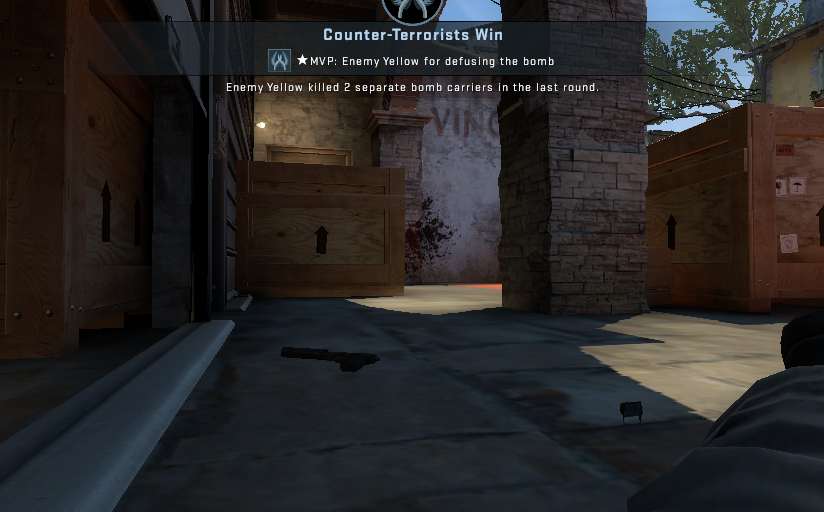 Counter-Terrorists Win
★MVP: Enemy Yellow for defusing the bomb
Enemy Yellow killed 2 separate bomb carriers in the last round.
VINO